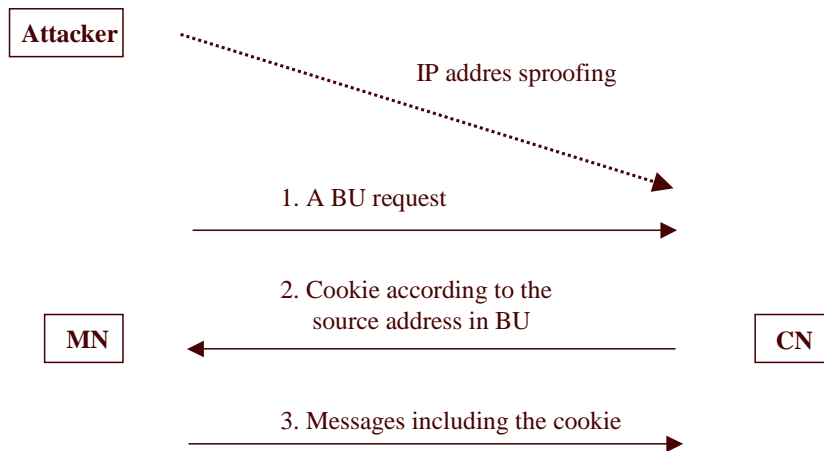 Attacker
IP addres sproofing
1. A BU request
2. Cookie according to the
source address in BU
MN
CN
3. Messages including the cookie